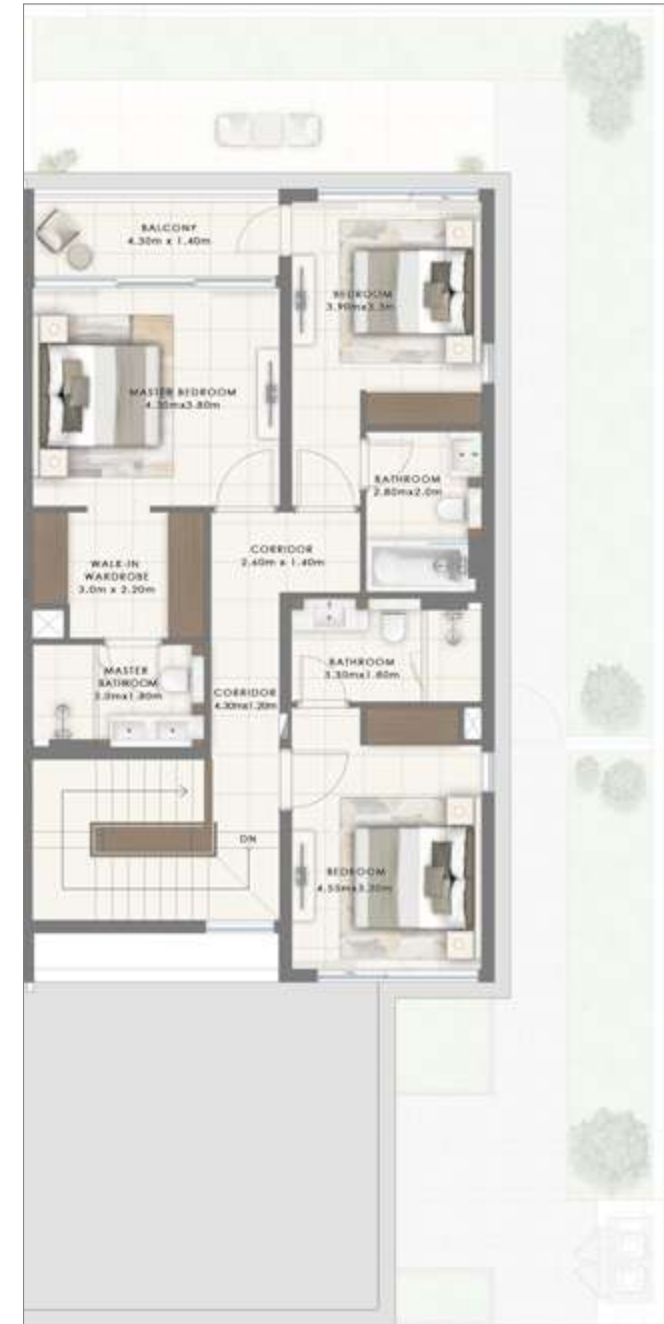 BALCONY
4.30m x 1.40m
BEDROOM
3.90mx3.3m
MASTER BEDROOM
4.30mx3.80m
BATHROOM
2.80mx2.0m
CORRIDOR
2.60m x 1.40m
WALK-IN
WARDROBE
3.0m x 2.20m
MASTER
BATHROOM
3.0mx1.80m
BATHROOM
3.30mx1.80m
CORRIDOR
4.30mx1.20m
DN
BEDROOM
4.55mx3.30m